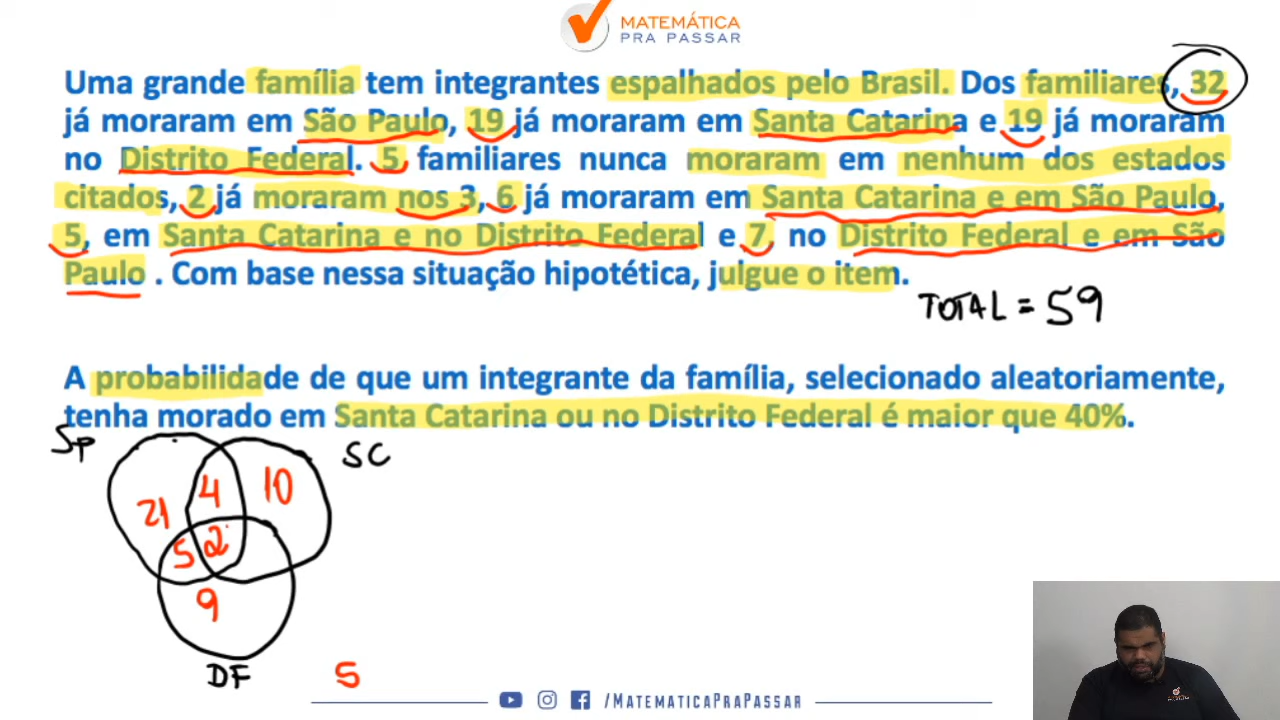 MATEMÁTICA
PRA PASSAR
Uma grande família tem integrantes espalhados pelo Brasil. Dos familiares, 32
já moraram em São Paulo, 19 já moraram em Santa Catarina e 19 já moraram
no Distrito Federal. 5 familiares nunca moraram em nenhum dos estados
citados, 2 já moraram nos 3, 6 já moraram em Santa Catarina e em São Paulo,
5, em Santa Catarina e no Distrito Federal e 7, no Distrito Federal e em São
Paulo . Com base nessa situação hipotética, julgue o item.
TOTAL = 59
A probabilidade de que um integrante da família, selecionado aleatoriamente,
tenha morado em Santa Catarina ou no Distrito Federal é maior que 40%.
SP
SC
21 4 10
5 2
9
DF 5
/MATEMATICAPRAPASSAR